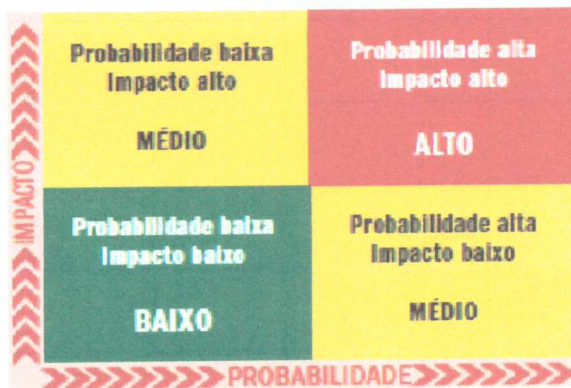 Probabilidade baixa
Impacto alto
MÉDIO
Probabilidade alta
Impacto alto
ALTO
IMPACTO
Probabilidade baixa
Impacto baixo
BAIXO
Probabilidade alta
Impacto baixo
MÉDIO
PROBABILIDADE